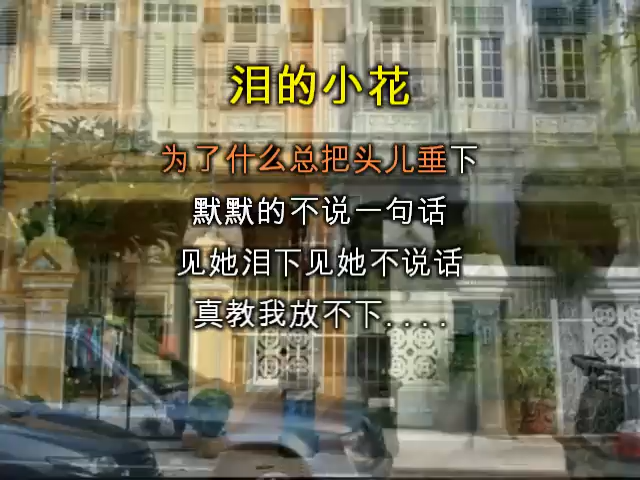 泪的小花
为了什么总把头儿垂下
默默的不说一句话
见她泪下见她不说话
真教我放不下....